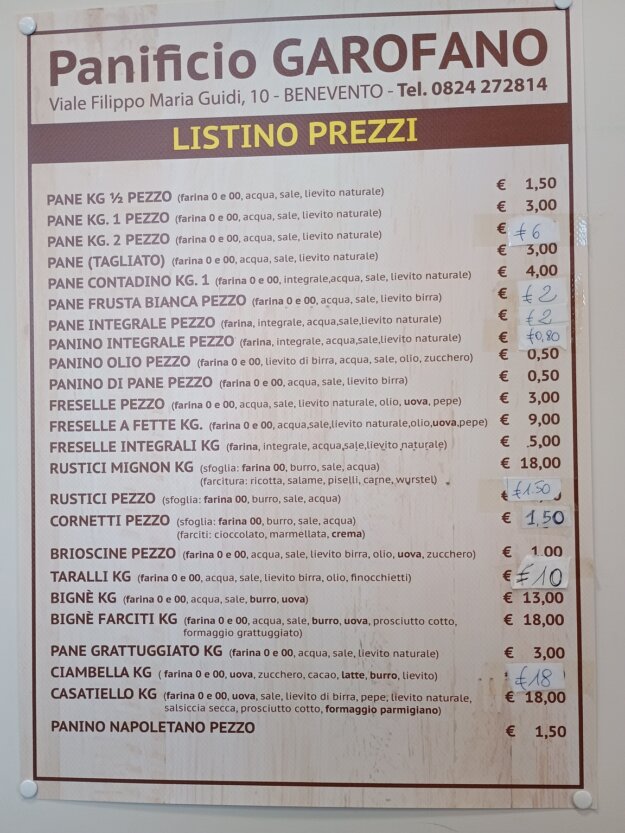 Panificio GAROFANO
Viale Filippo Maria Guidi, 10 - BENEVENTO - Tel. 0824 272814
LISTINO PREZZI
PANE KG ½ PEZZO (farina 0 e 00, acqua, sale, lievito naturale) € 1,50
PANE KG. 1 PEZZO (farina 0 e 00, acqua, sale, lievito naturale) € 3,00
PANE KG. 2 PEZZO (farina 0 e 00, acqua, sale, lievito naturale) € €6
PANE (TAGLIATO) (farina 0 e 00, acqua, sale, lievito naturale) € 3,00
PANE CONTADINO KG. 1 (farina 0 e 00, integrale,acqua, sale, lievito naturale) € 4,00
PANE FRUSTA BIANCA PEZZO (farina 0 e 00, acqua, sale, lievito birra) € €2
PANE INTEGRALE PEZZO (farina, integrale, acqua,sale,lievito naturale) € €2
PANINO INTEGRALE PEZZO (farina, integrale, acqua,sale,lievito naturale) € €0,80
PANINO OLIO PEZZO (farina 0 e 00, lievito di birra, acqua, sale, olio, zucchero) € 0,50
PANINO DI PANE PEZZO (farina 0 e 00, acqua, sale, lievito birra) € 0,50
FRESELLE PEZZO (farina 0 e 00, acqua, sale, lievito naturale, olio, uova, pepe) € 3,00
FRESELLE A FETTE KG. (farina 0 e 00, acqua,sale,lievito naturale,olio,uova,pepe) € 9,00
FRESELLE INTEGRALI KG (farina, integrale, acqua,sale,lievito naturale) € 5,00
RUSTICI MIGNON KG (sfoglia: farina 00, burro, sale, acqua) € 18,00
(farcitura: ricotta, salame, piselli, carne, wurstel)
RUSTICI PEZZO (sfoglia: farina 00, burro, sale, acqua) € €1.50
CORNETTI PEZZO (sfoglia: farina 00, burro, sale, acqua) € 1,50
(farciti: cioccolato, marmellata, crema)
BRIOSCINE PEZZO (farina 0 e 00, acqua, sale, lievito birra, olio, uova, zucchero) € 1,00
TARALLI KG (farina 0 e 00, acqua, sale, lievito birra, olio, finocchietti) € €10
BIGNÈ KG (farina 0 e 00, acqua, sale, burro, uova) € 13,00
BIGNÈ FARCITI KG (farina 0 e 00, acqua, sale, burro, uova, prosciutto cotto, € 18,00
formaggio grattuggiato)
PANE GRATTUGGIATO KG (farina 0 e 00, acqua, sale, lievito naturale) € 3,00
CIAMBELLA KG ( farina 0 e 00, uova, zucchero, cacao, latte, burro, lievito) € €18
CASATIELLO KG (farina 0 e 00, uova, sale, lievito di birra, pepe, lievito naturale, € 18,00
salsiccia secca, prosciutto cotto, formaggio parmigiano)
PANINO NAPOLETANO PEZZO € 1,50